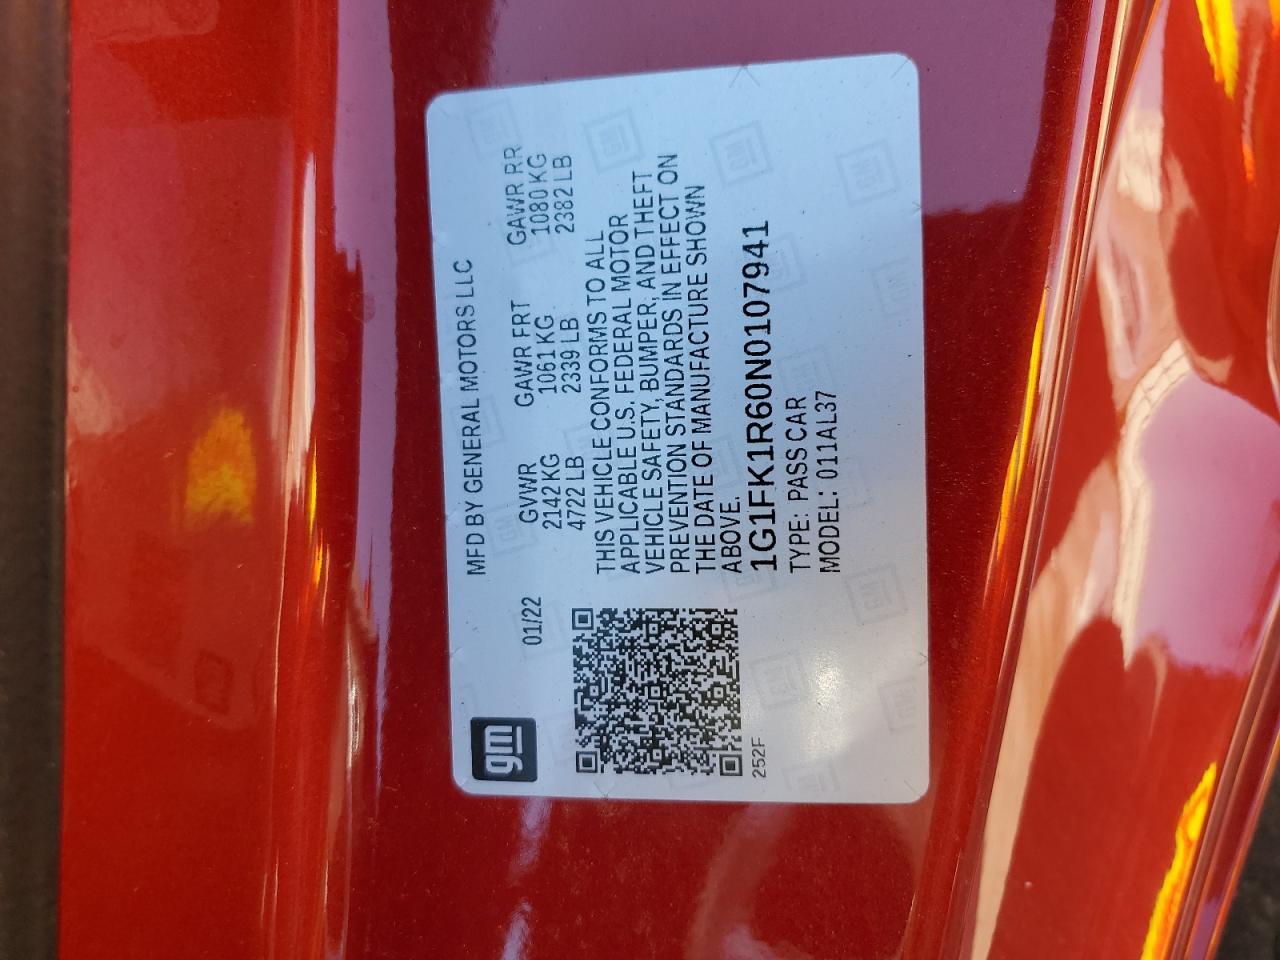 gm
MFD BY GENERAL MOTORS LLC
01/22 GVWR GAWR FRT GAWR RR
2142 KG 1061 KG 1080 KG
4722 LB 2339 LB 2382 LB
THIS VEHICLE CONFORMS TO ALL
APPLICABLE U.S. FEDERAL MOTOR
VEHICLE SAFETY, BUMPER, AND THEFT
PREVENTION STANDARDS IN EFFECT ON
THE DATE OF MANUFACTURE SHOWN
ABOVE.
1G1FK1R60N0107941
TYPE: PASS CAR
MODEL: 011AL37
252F